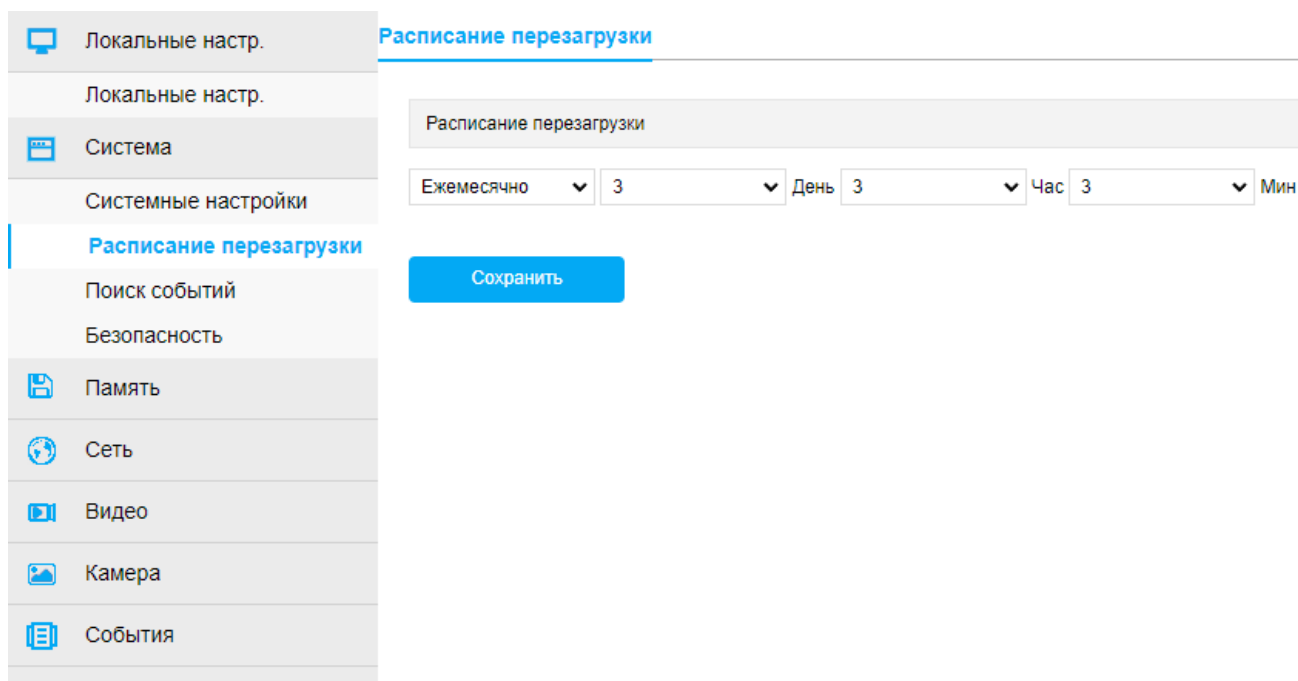 Локальные настр.
Локальные настр.
Система
Системные настройки
Расписание перезагрузки
Поиск событий
Безопасность
Память
Сеть
Видео
Камера
События
Расписание перезагрузки
Расписание перезагрузки
Ежемесячно 3 День 3 Час 3 Мин
Сохранить